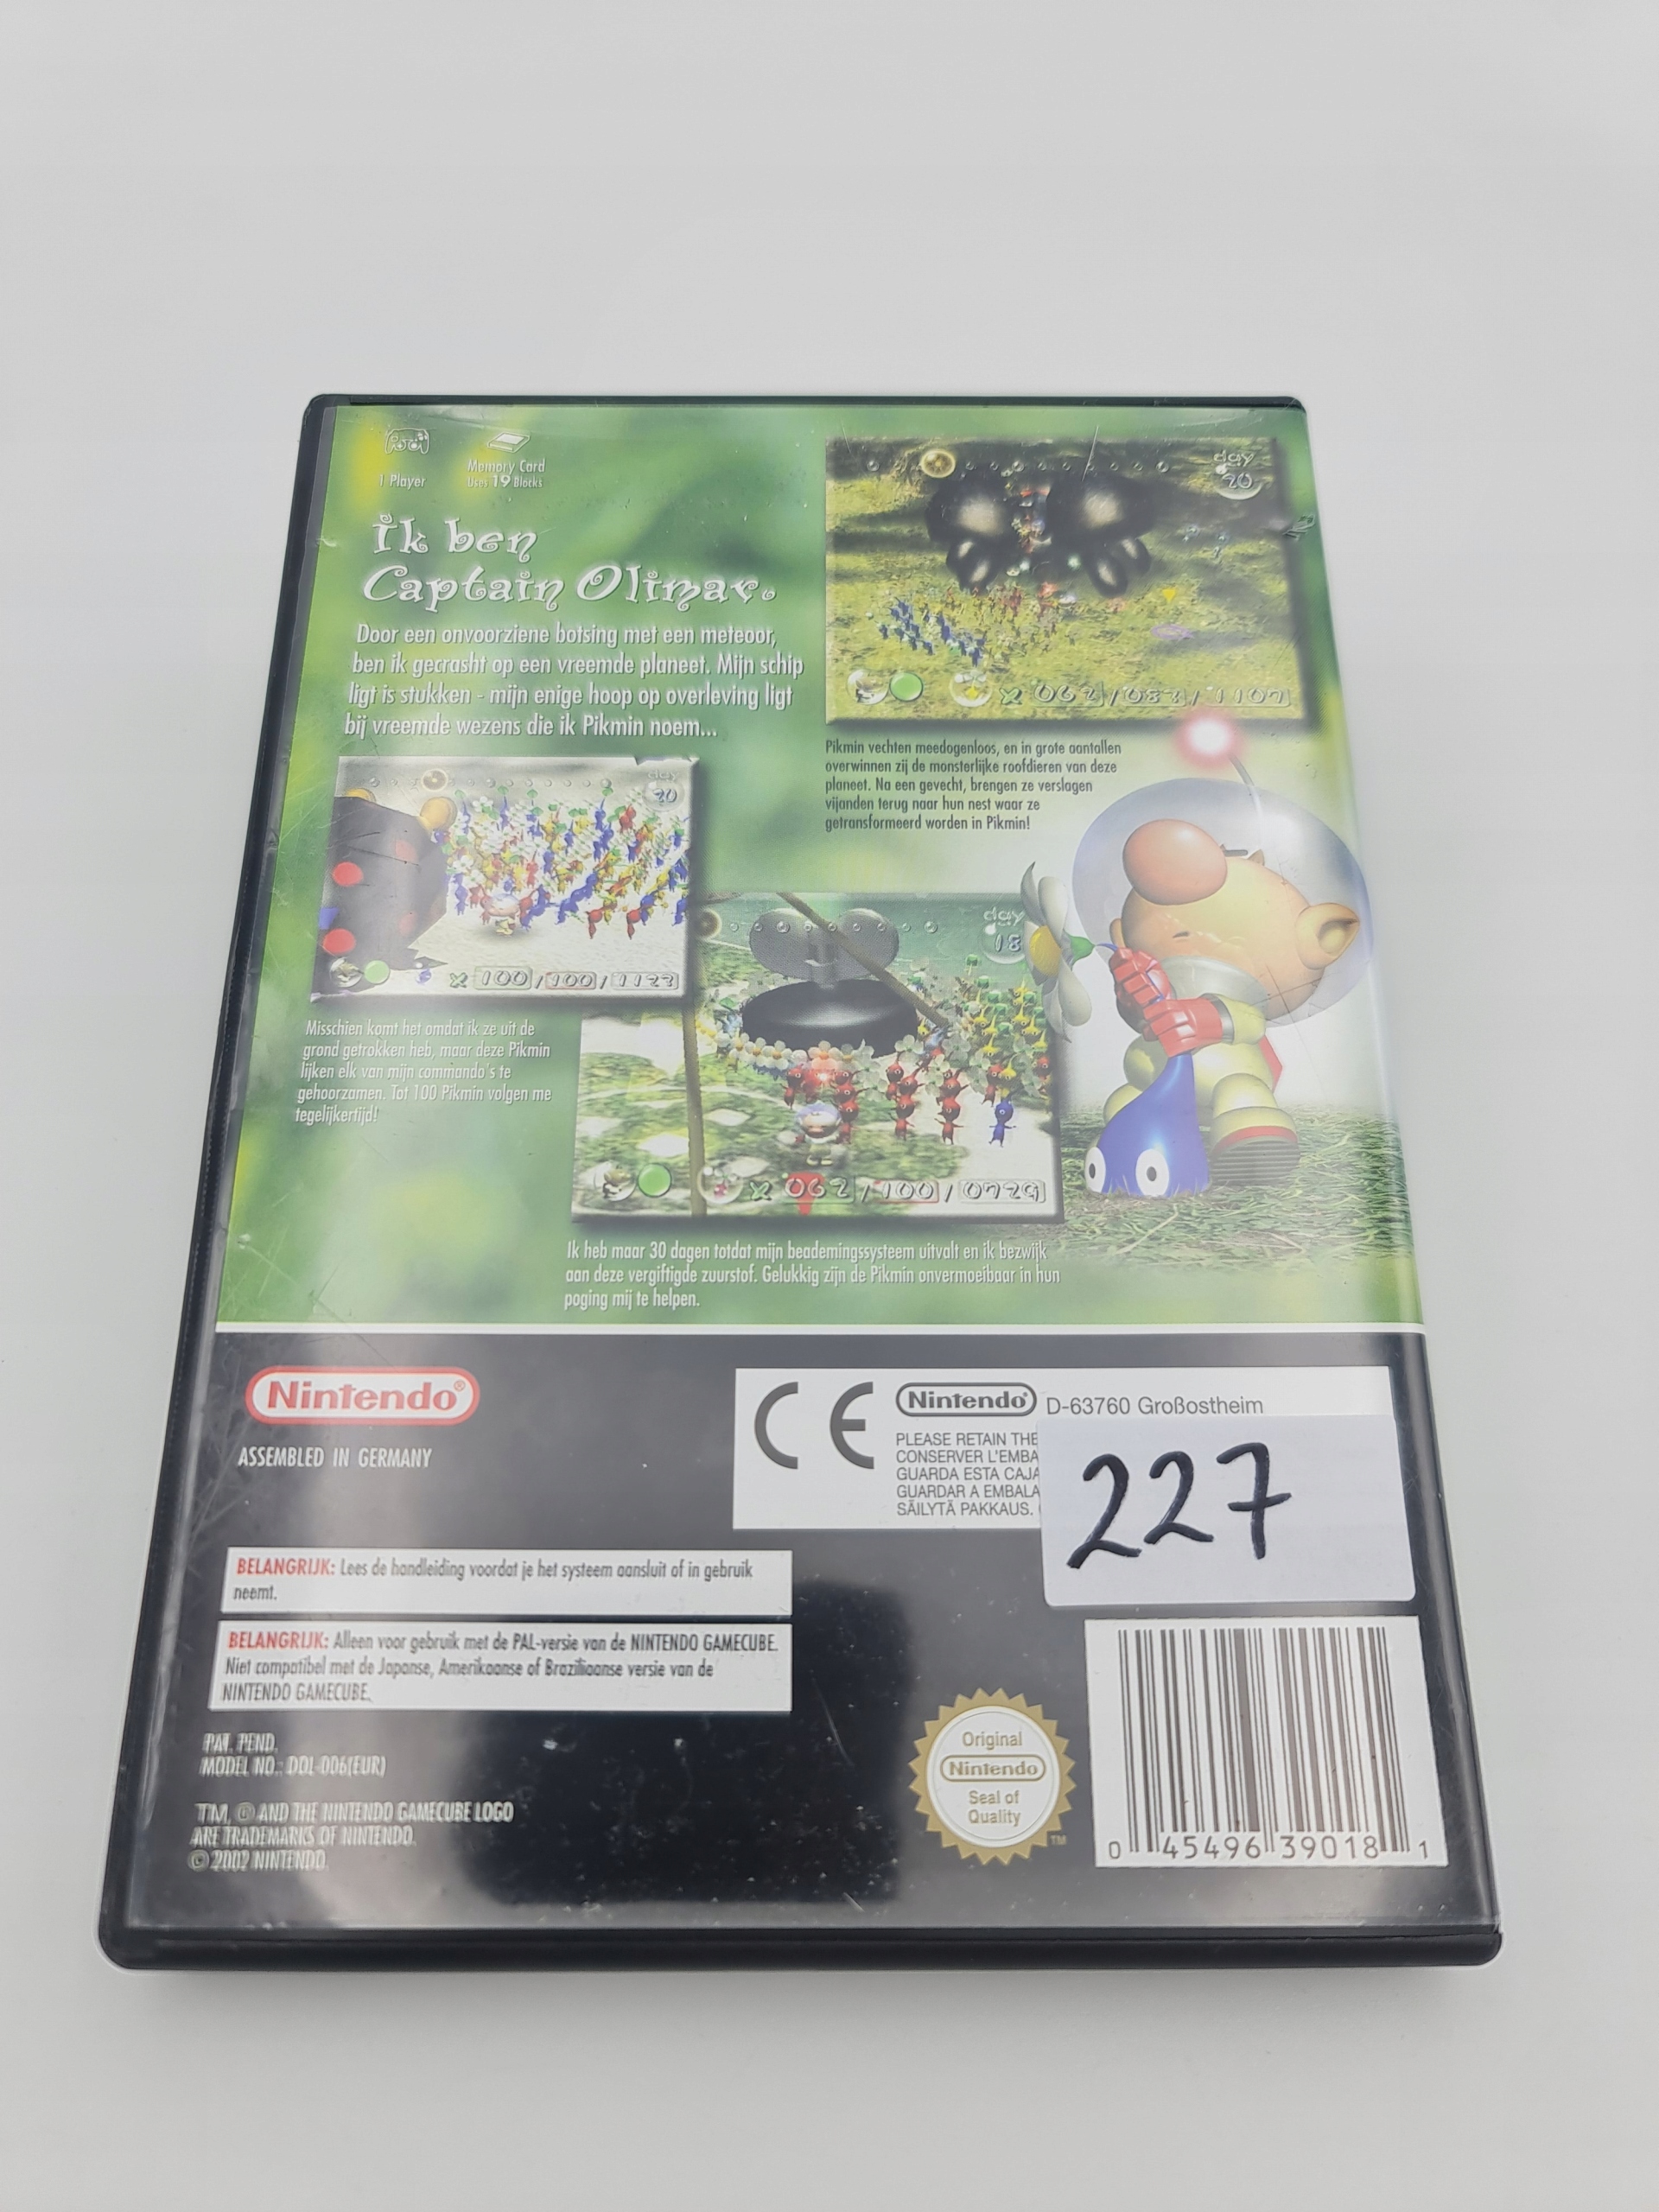 1 Player
Memory Card
Uses 19 Blocks
Ik ben
Captain Olimar.
Door een onvoorziene botsing met een meteoor,
ben ik gecrasht op een vreemde planeet. Mijn schip
ligt is stukken - mijn enige hoop op overleving ligt
bij vreemde wezens die ik Pikmin noem...
day
20
x 062/083/1107
Pikmin vechten meedogenloos, en in grote aantallen
overwinnen zij de monsterlijke roofdieren van deze
planeet. Na een gevecht, brengen ze verslagen
vijanden terug naar hun nest waar ze
getransformeerd worden in Pikmin!
day
20
x 100/100/1123
Misschien komt het omdat ik ze uit de
grond getrokken heb, maar deze Pikmin
lijken elk van mijn commando's te
gehoorzamen. Tot 100 Pikmin volgen me
tegelijkertijd!
day
18
x 062/100/0729
Ik heb maar 30 dagen totdat mijn beademingssysteem uitvalt en ik bezwijk
aan deze vergiftigde zuurstof. Gelukkig zijn de Pikmin onvermoeibaar in hun
poging mij te helpen.
Nintendo®
ASSEMBLED IN GERMANY
CE
Nintendo® D-63760 Großostheim
PLEASE RETAIN THE
CONSERVER L'EMBA
GUARDA ESTA CAJA
GUARDAR A EMBALA
SÄILYTÄ PAKKAUS.
227
BELANGRIJK: Lees de handleiding voordat je het systeem aansluit of in gebruik
neemt.
BELANGRIJK: Alleen voor gebruik met de PAL-versie van de NINTENDO GAMECUBE.
Niet compatibel met de Japanse, Amerikaanse of Braziliaanse versie van de
NINTENDO GAMECUBE.
PAT. PEND.
MODEL NO.: DOL-006(EUR)
TM, ® AND THE NINTENDO GAMECUBE LOGO
ARE TRADEMARKS OF NINTENDO.
© 2002 NINTENDO.
Original
Nintendo
Seal of
Quality
TM
0 45496 39018 1